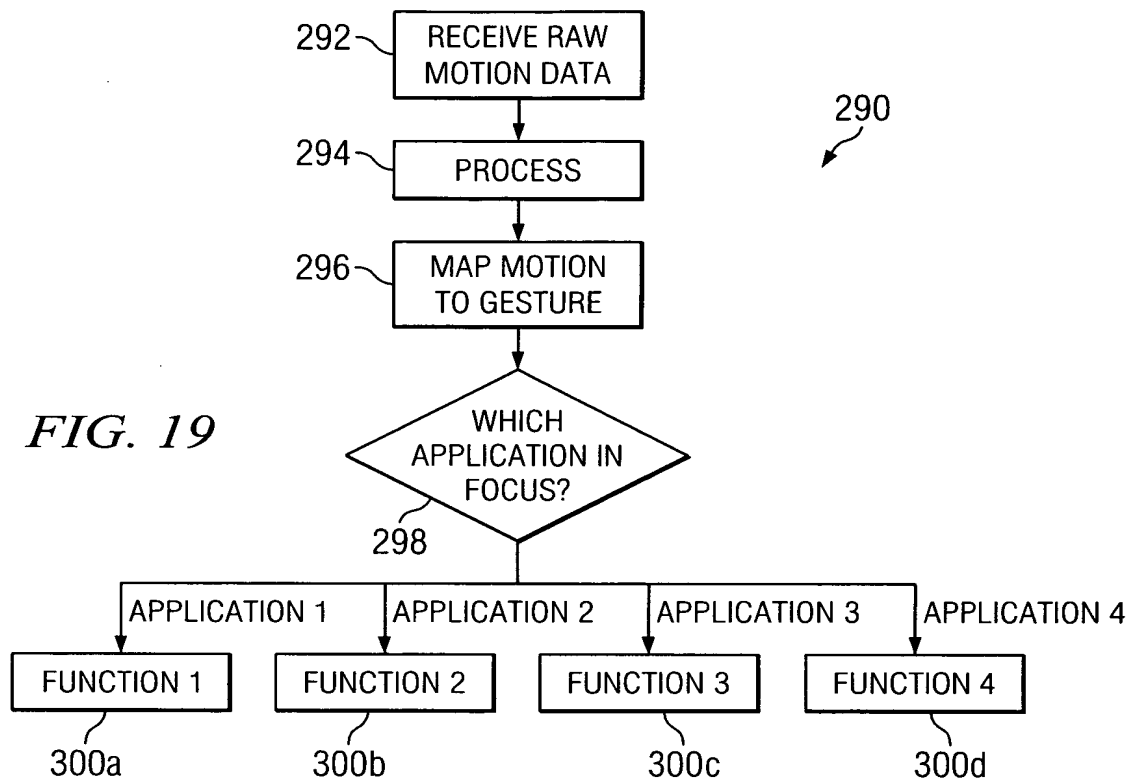 292
RECEIVE RAW
MOTION DATA
290
294
PROCESS
296
MAP MOTION
TO GESTURE
FIG. 19
WHICH
APPLICATION IN
FOCUS?
298
APPLICATION 1
APPLICATION 2
APPLICATION 3
APPLICATION 4
FUNCTION 1
FUNCTION 2
FUNCTION 3
FUNCTION 4
300a
300b
300c
300d